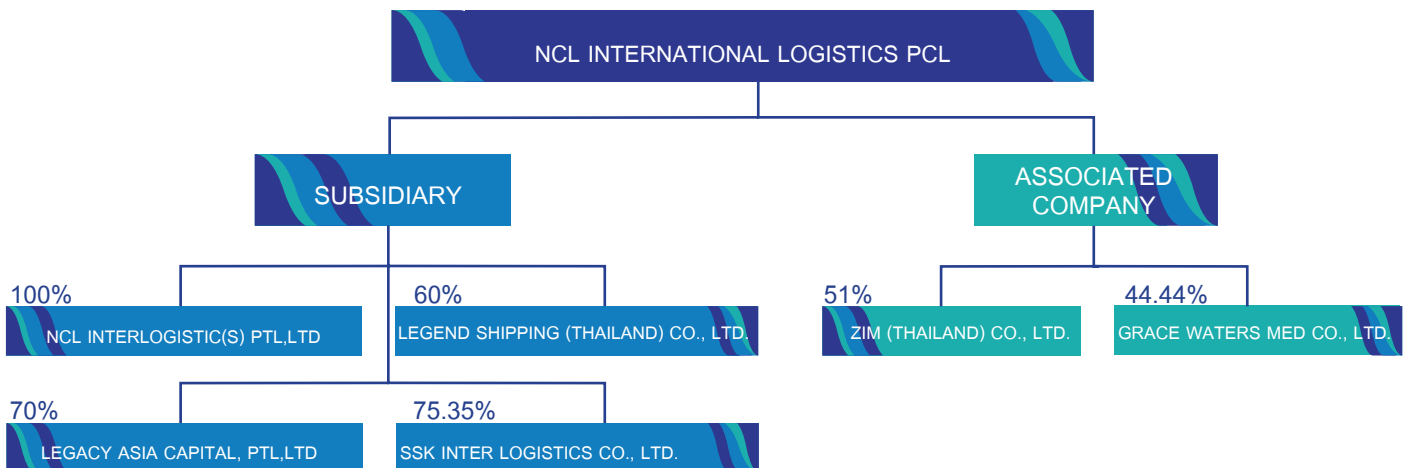 NCL INTERNATIONAL LOGISTICS PCL
SUBSIDIARY
ASSOCIATED
COMPANY
100%
NCL INTERLOGISTIC(S) PTL,LTD
60%
LEGEND SHIPPING (THAILAND) CO., LTD.
51%
ZIM (THAILAND) CO., LTD.
44.44%
GRACE WATERS MED CO., LTD.
70%
LEGACY ASIA CAPITAL, PTL,LTD
75.35%
SSK INTER LOGISTICS CO., LTD.